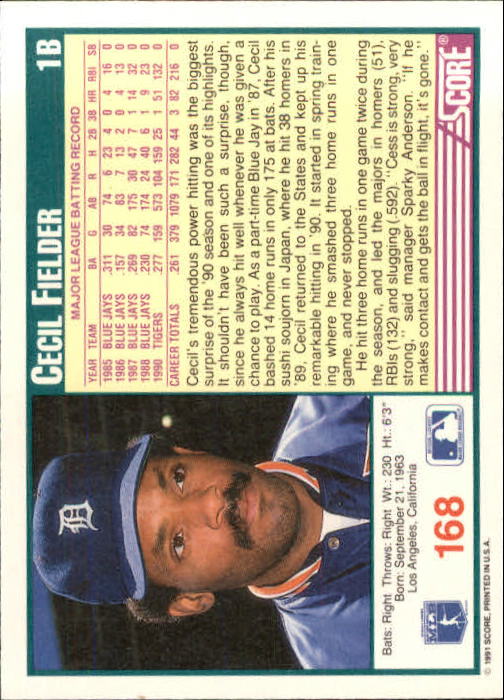 CECIL FIELDER 1B
MAJOR LEAGUE BATTING RECORD
YEAR TEAM BA G AB R H 2B 3B HR RBI SB
1985 BLUE JAYS .311 30 74 6 23 4 0 4 16 0
1986 BLUE JAYS .157 34 83 7 13 2 0 4 13 0
1987 BLUE JAYS .269 82 175 30 47 7 1 14 32 0
1988 BLUE JAYS .230 74 174 24 40 6 1 9 23 0
1990 TIGERS .277 159 573 104 159 25 1 51 132 0
CAREER TOTALS .261 379 1079 171 282 44 3 82 216 0
Cecil's tremendous power hitting was the biggest
surprise of the '90 season and one of its highlights.
It shouldn't have been such a surprise, though,
since he always hit well whenever he was given a
chance to play. As a part-time Blue Jay in '87, Cecil
bashed 14 home runs in only 175 at bats. After his
sushi soujorn in Japan, where he hit 38 homers in
'89, Cecil returned to the States and kept up his
remarkable hitting in '90. It started in spring train-
ing where he smashed three home runs in one
game, and never stopped.
He hit three home runs in one game twice during
the season, and led the majors in homers (51),
RBIs (132) and slugging (.592). "Cess is strong, very
strong," said manager Sparky Anderson. "If he
makes contact and gets the ball in flight, it's gone."
SCORE
D
Bats: Right Throws: Right Wt.: 230 Ht.: 6'3"
Born: September 21, 1963
Los Angeles, California
168
© 1991 SCORE, PRINTED IN U.S.A.